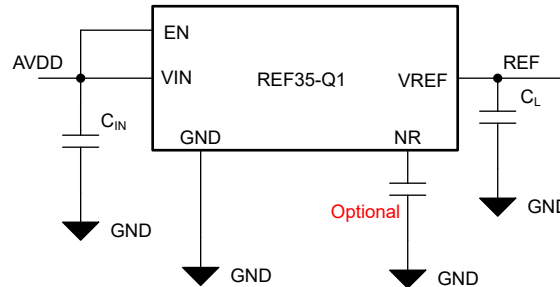 EN
AVDD
VIN
REF35-Q1
VREF
REF
C_IN
C_L
GND
NR
Optional
GND
GND
GND
GND